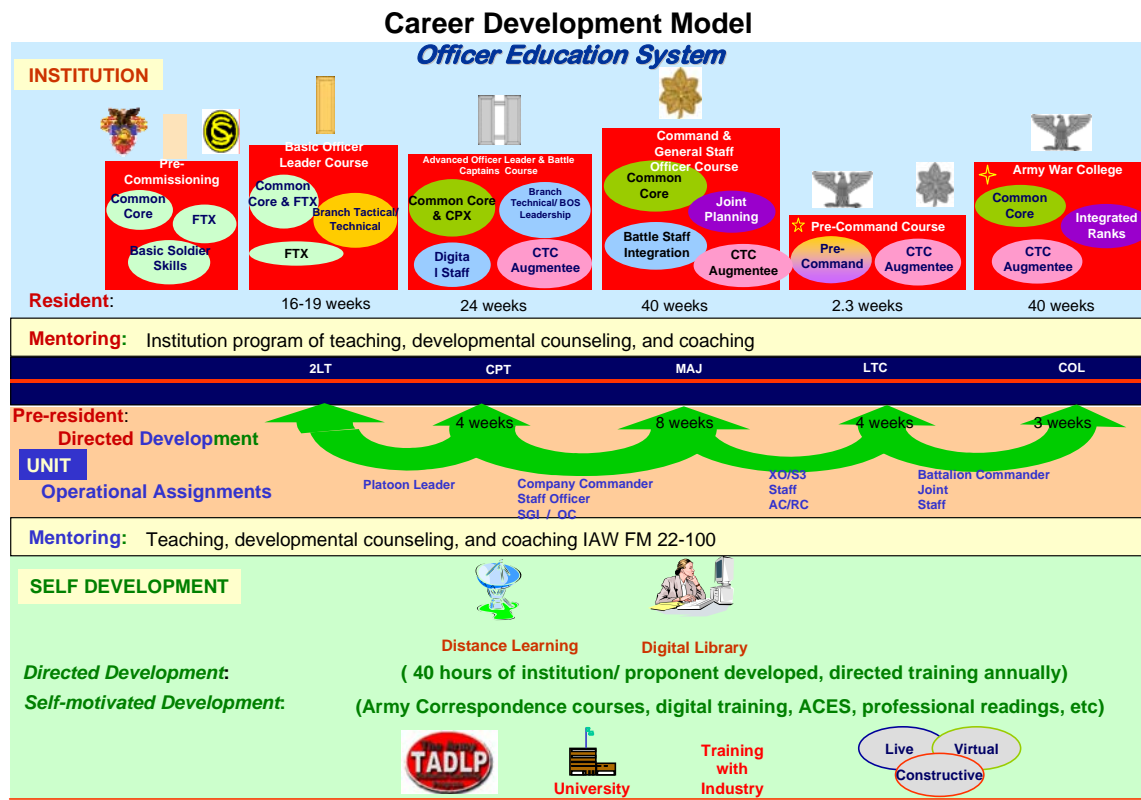 Career Development Model
Officer Education System
INSTITUTION
Pre-
Commissioning
Common
Core
FTX
Basic Soldier
Skills
Basic Officer
Leader Course
Common
Core & FTX
Branch Tactical/
Technical
FTX
Advanced Officer Leader & Battle
Captains Course
Common Core
& CPX
Branch
Technical/ BOS
Leadership
Digita
l Staff
CTC
Augmentee
Command &
General Staff
Officer Course
Common
Core
Joint
Planning
Battle Staff
Integration
CTC
Augmentee
Pre-Command Course
Pre-
Command
CTC
Augmentee
Army War College
Common
Core
Integrated
Ranks
CTC
Augmentee
Resident:
16-19 weeks
24 weeks
40 weeks
2.3 weeks
40 weeks
Mentoring: Institution program of teaching, developmental counseling, and coaching
2LT
CPT
MAJ
LTC
COL
Pre-resident:
4 weeks
8 weeks
4 weeks
3 weeks
Directed Development
UNIT
Operational Assignments
Platoon Leader
Company Commander
Staff Officer
SGL / OC
XO/S3
Staff
AC/RC
Battalion Commander
Joint
Staff
Mentoring: Teaching, developmental counseling, and coaching IAW FM 22-100
SELF DEVELOPMENT
Distance Learning
Digital Library
Directed Development: ( 40 hours of institution/ proponent developed, directed training annually)
Self-motivated Development: (Army Correspondence courses, digital training, ACES, professional readings, etc)
The Army
TADLP
University
Training
with
Industry
Live
Virtual
Constructive